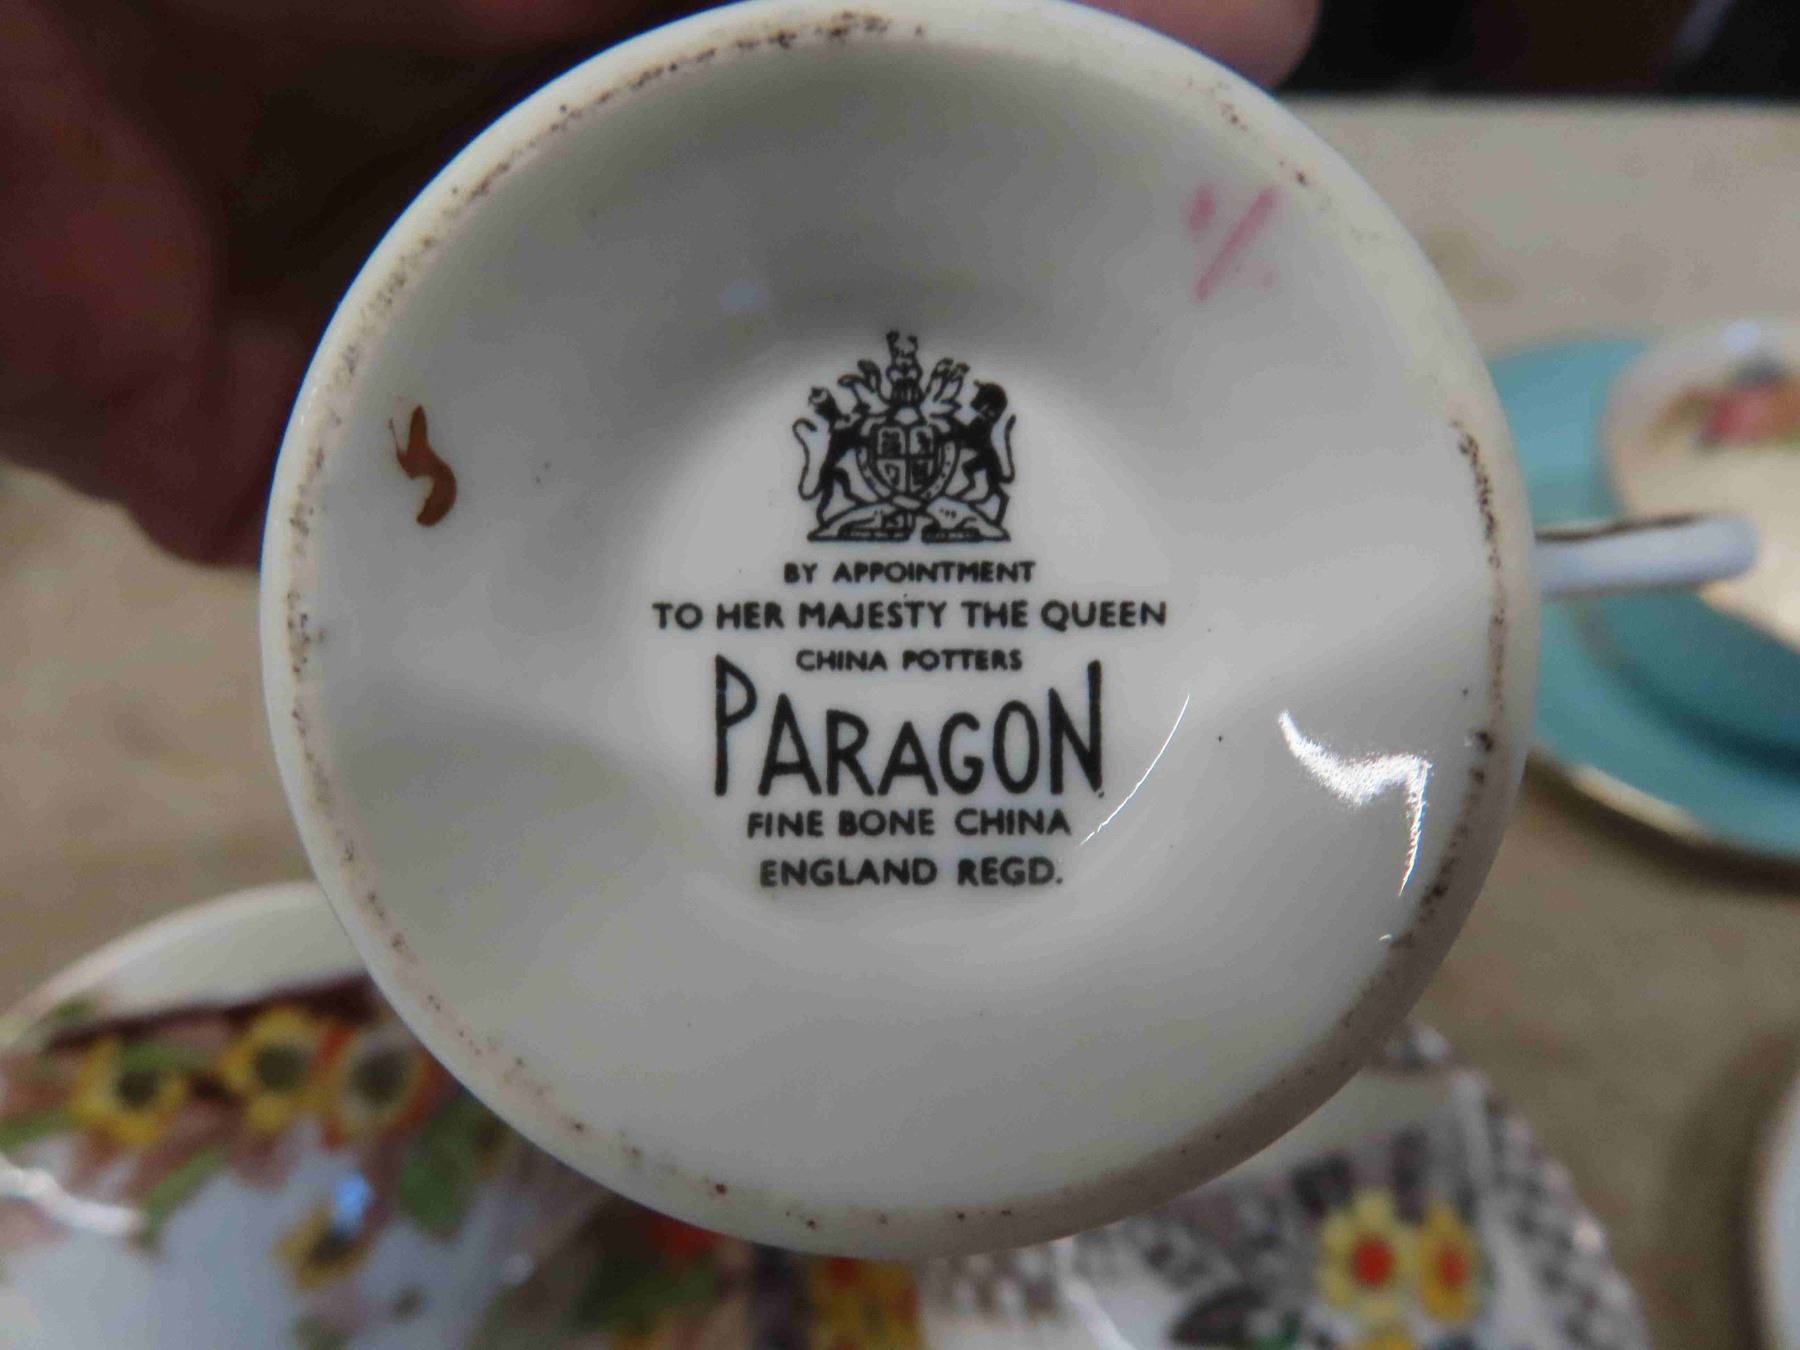 BY APPOINTMENT
TO HER MAJESTY THE QUEEN
CHINA POTTERS
PARAGON
FINE BONE CHINA
ENGLAND REGD.